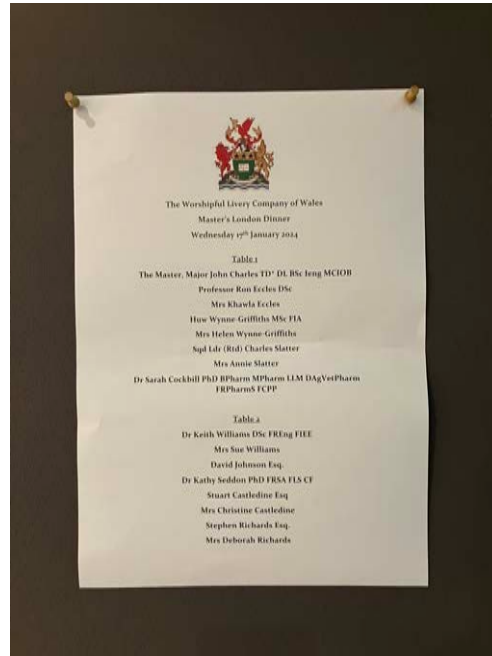 The Worshipful Livery Company of Wales
Master's London Dinner
Wednesday 17th January 2024
Table 1
The Master, Major John Charles TD* DL BSc Ieng MCIOB
Professor Ron Eccles DSc
Mrs Khawla Eccles
Huw Wynne-Griffiths MSc FIA
Mrs Helen Wynne-Griffiths
Sqd Ldr (Rtd) Charles Slatter
Mrs Annie Slatter
Dr Sarah Cockbill PhD BPharm MPharm LLM DAgVetPharm
FRPharmS FCPP
Table 2
Dr Keith Williams DSc FREng FIEE
Mrs Sue Williams
David Johnson Esq.
Dr Kathy Seddon PhD FRSA FLS CF
Stuart Castledine Esq
Mrs Christine Castledine
Stephen Richards Esq.
Mrs Deborah Richards